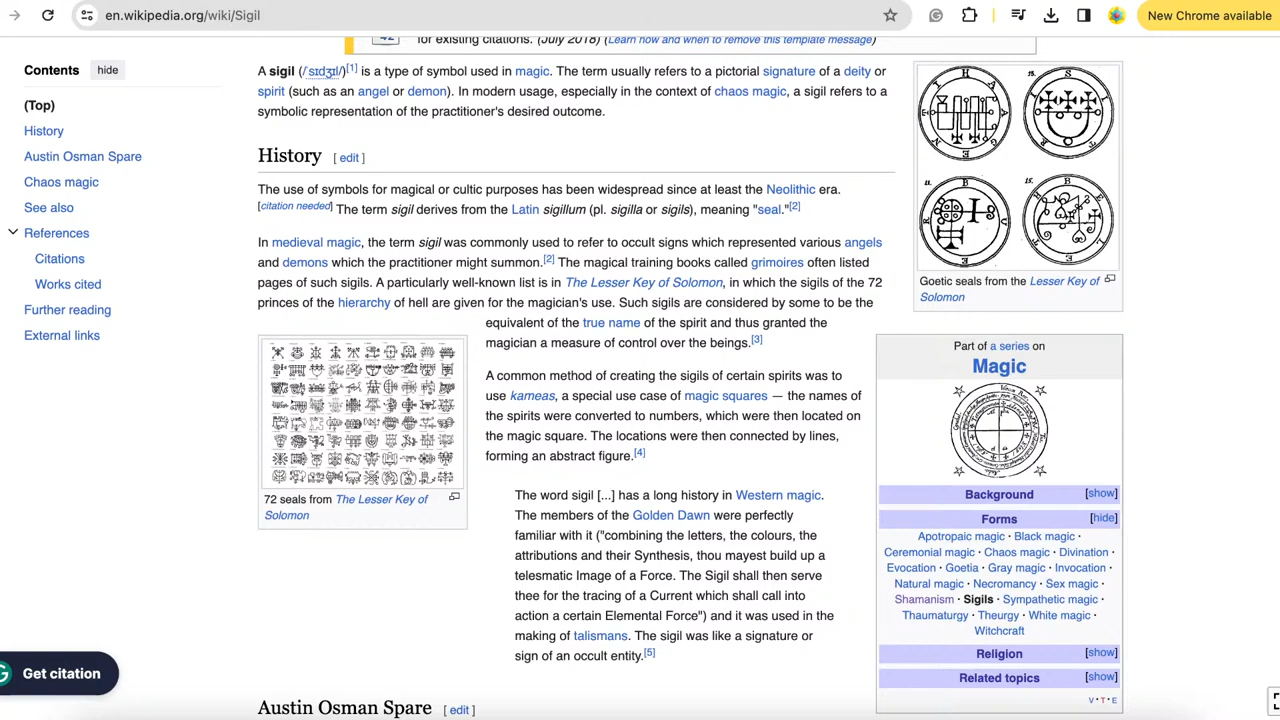 en.wikipedia.org/wiki/Sigil
New Chrome available
for existing citations. (July 2018) (Learn how and when to remove this template message)
Contents
hide
(Top)
History
Austin Osman Spare
Chaos magic
See also
References
Citations
Works cited
Further reading
External links
A sigil (/ˈsɪdʒɪl/)[1] is a type of symbol used in magic. The term usually refers to a pictorial signature of a deity or
spirit (such as an angel or demon). In modern usage, especially in the context of chaos magic, a sigil refers to a
symbolic representation of the practitioner's desired outcome.
History [ edit ]
The use of symbols for magical or cultic purposes has been widespread since at least the Neolithic era.
[citation needed] The term sigil derives from the Latin sigillum (pl. sigilla or sigils), meaning "seal."[2]
In medieval magic, the term sigil was commonly used to refer to occult signs which represented various angels
and demons which the practitioner might summon.[2] The magical training books called grimoires often listed
pages of such sigils. A particularly well-known list is in The Lesser Key of Solomon, in which the sigils of the 72
princes of the hierarchy of hell are given for the magician's use. Such sigils are considered by some to be the
equivalent of the true name of the spirit and thus granted the
magician a measure of control over the beings.[3]
72 seals from The Lesser Key of
Solomon
A common method of creating the sigils of certain spirits was to
use kameas, a special use case of magic squares — the names of
the spirits were converted to numbers, which were then located on
the magic square. The locations were then connected by lines,
forming an abstract figure.[4]
The word sigil [...] has a long history in Western magic.
The members of the Golden Dawn were perfectly
familiar with it ("combining the letters, the colours, the
attributions and their Synthesis, thou mayest build up a
telesmatic Image of a Force. The Sigil shall then serve
thee for the tracing of a Current which shall call into
action a certain Elemental Force") and it was used in the
making of talismans. The sigil was like a signature or
sign of an occult entity.[5]
Austin Osman Spare [ edit ]
Goetic seals from the Lesser Key of
Solomon
Part of a series on
Magic
Background [show]
Forms [hide]
Apotropaic magic · Black magic ·
Ceremonial magic · Chaos magic · Divination ·
Evocation · Goetia · Gray magic · Invocation ·
Natural magic · Necromancy · Sex magic ·
Shamanism · Sigils · Sympathetic magic ·
Thaumaturgy · Theurgy · White magic ·
Witchcraft
Religion [show]
Related topics [show]
V · T · E
Get citation